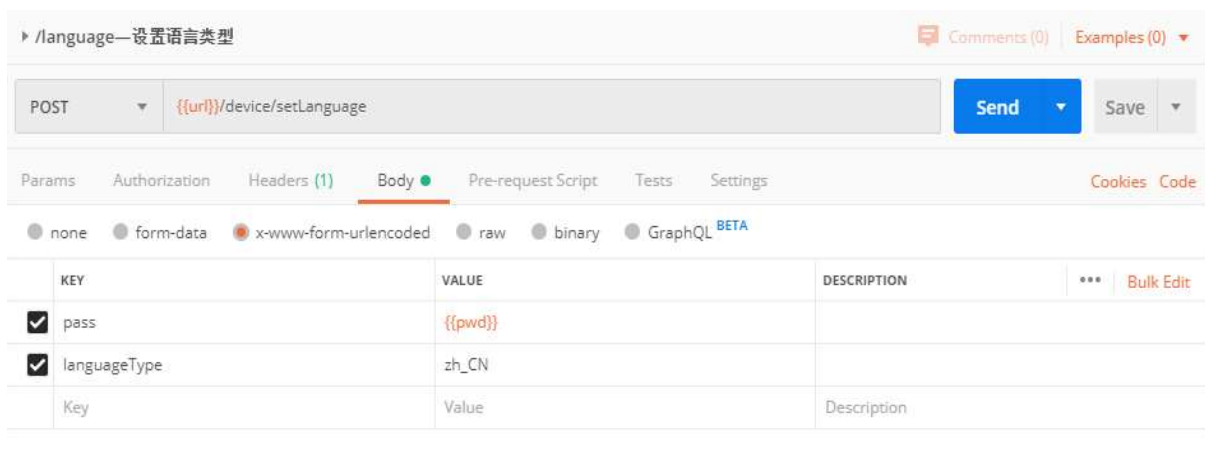 /language—设置语言类型 Comments (0) Examples (0)
POST {{url}}/device/setLanguage Send Save
Params Authorization Headers (1) Body Pre-request Script Tests Settings Cookies Code
none form-data x-www-form-urlencoded raw binary GraphQL BETA
KEY VALUE DESCRIPTION ••• Bulk Edit
pass {{pwd}}
languageType zh_CN
Key Value Description